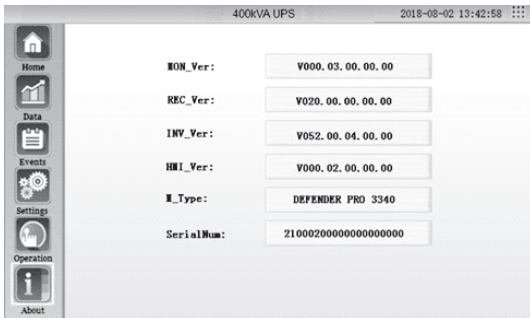 400kVA UPS 2018-08-02 13:42:58
Home
Data
Events
Settings
Operation
About
MON_Ver: V000.03.00.00.00
REC_Ver: V020.00.00.00.00
INV_Ver: V052.00.04.00.00
HMI_Ver: V000.02.00.00.00
M_Type: DEFENDER PRO 3340
SerialNum: 21000200000000000000